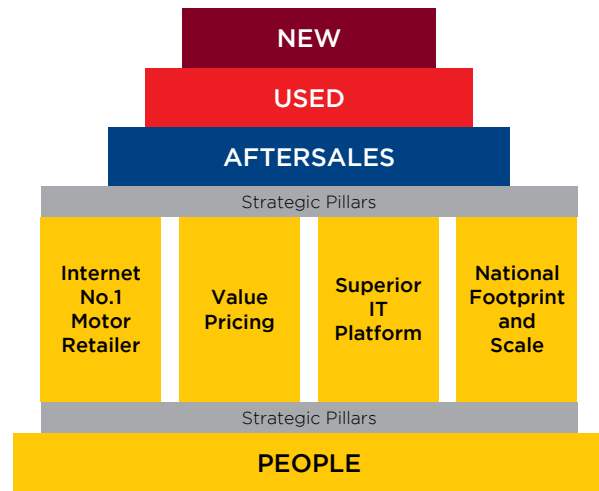 NEW
USED
AFTERSALES
Strategic Pillars
Internet
No.1
Motor
Retailer
Value
Pricing
Superior
IT
Platform
National
Footprint
and
Scale
Strategic Pillars
PEOPLE